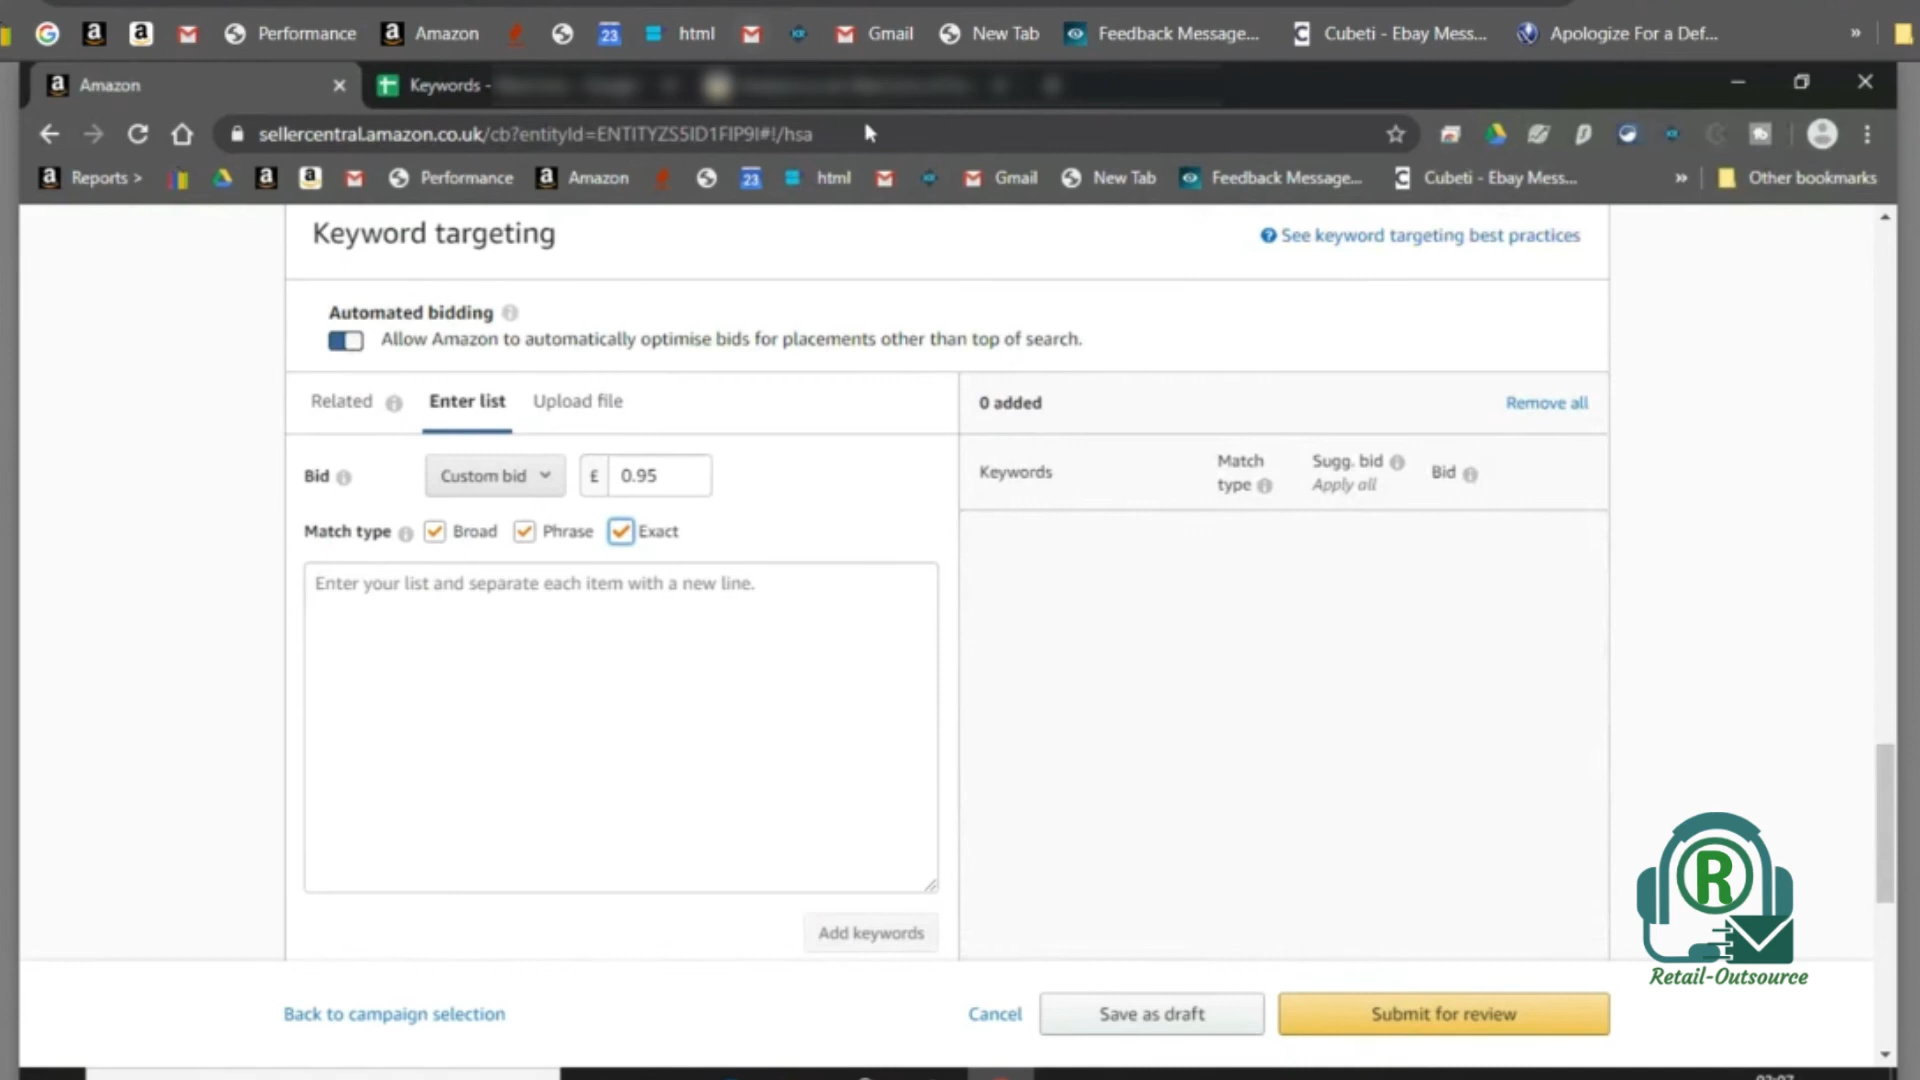 Performance
Amazon
23
html
Gmail
New Tab
Feedback Message...
Cubeti - Ebay Mess...
Apologize For a Def...
»
Amazon
Keywords -
sellercentral.amazon.co.uk/cb?entityId=ENTITYZS5ID1FIP9I#!/hsa
Reports >
Performance
Amazon
23
html
Gmail
New Tab
Feedback Message...
Cubeti - Ebay Mess...
»
Other bookmarks
Keyword targeting
See keyword targeting best practices
Automated bidding
Allow Amazon to automatically optimise bids for placements other than top of search.
Related
Enter list
Upload file
0 added
Remove all
Bid
Custom bid
£
0.95
Keywords
Match type
Sugg. bid
Apply all
Bid
Match type
Broad
Phrase
Exact
Enter your list and separate each item with a new line.
Add keywords
R
Retail-Outsource
Back to campaign selection
Cancel
Save as draft
Submit for review